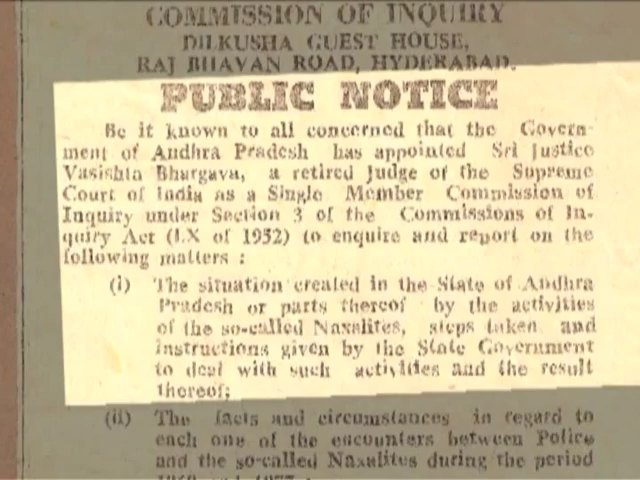 COMMISSION OF INQUIRY
DILKUSHA GUEST HOUSE,
RAJ BHAVAN ROAD, HYDERABAD.
PUBLIC NOTICE
Be it known to all concerned that the Govern-
ment of Andhra Pradesh has appointed Sri Justice
Vasishta Bhargava, a retired Judge of the Supreme
Court of India as a Single Member Commission of
Inquiry under Section 3 of the Commissions of In-
quiry Act (LX of 1952) to enquire and report on the
following matters :
(i) The situation created in the State of Andhra
Pradesh or parts thereof by the activities
of the so-called Naxalites, steps taken and
instructions given by the State Government
to deal with such activities and the result
thereof;
(ii) The facts and circumstances in regard to
each one of the encounters between Police
and the so-called Naxalites during the period